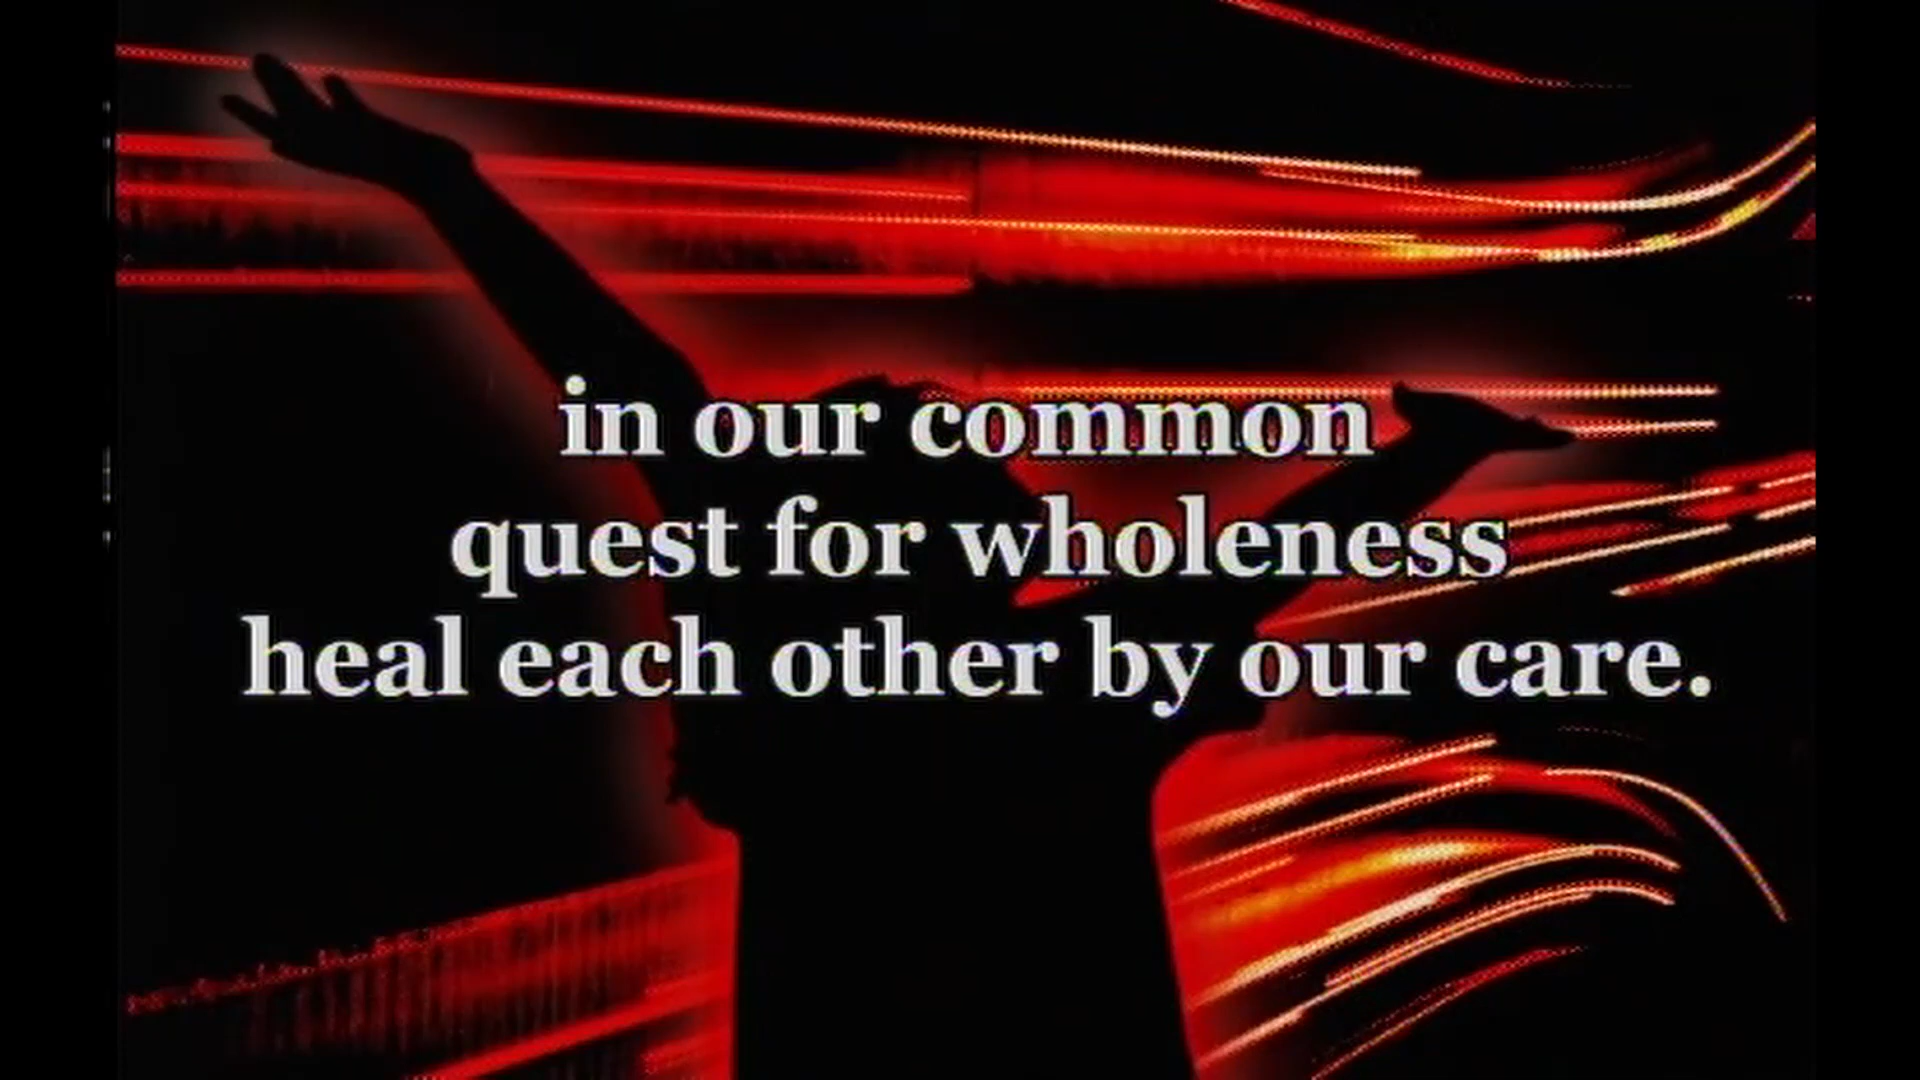 in our common
quest for wholeness
heal each other by our care.